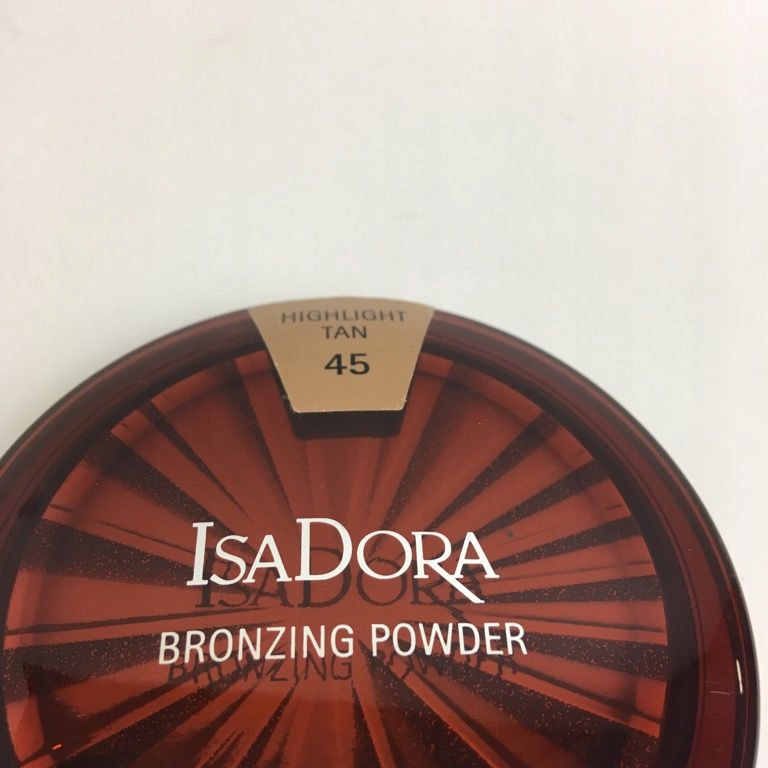 HIGHLIGHT
TAN
45
ISADORA
BRONZING POWDER